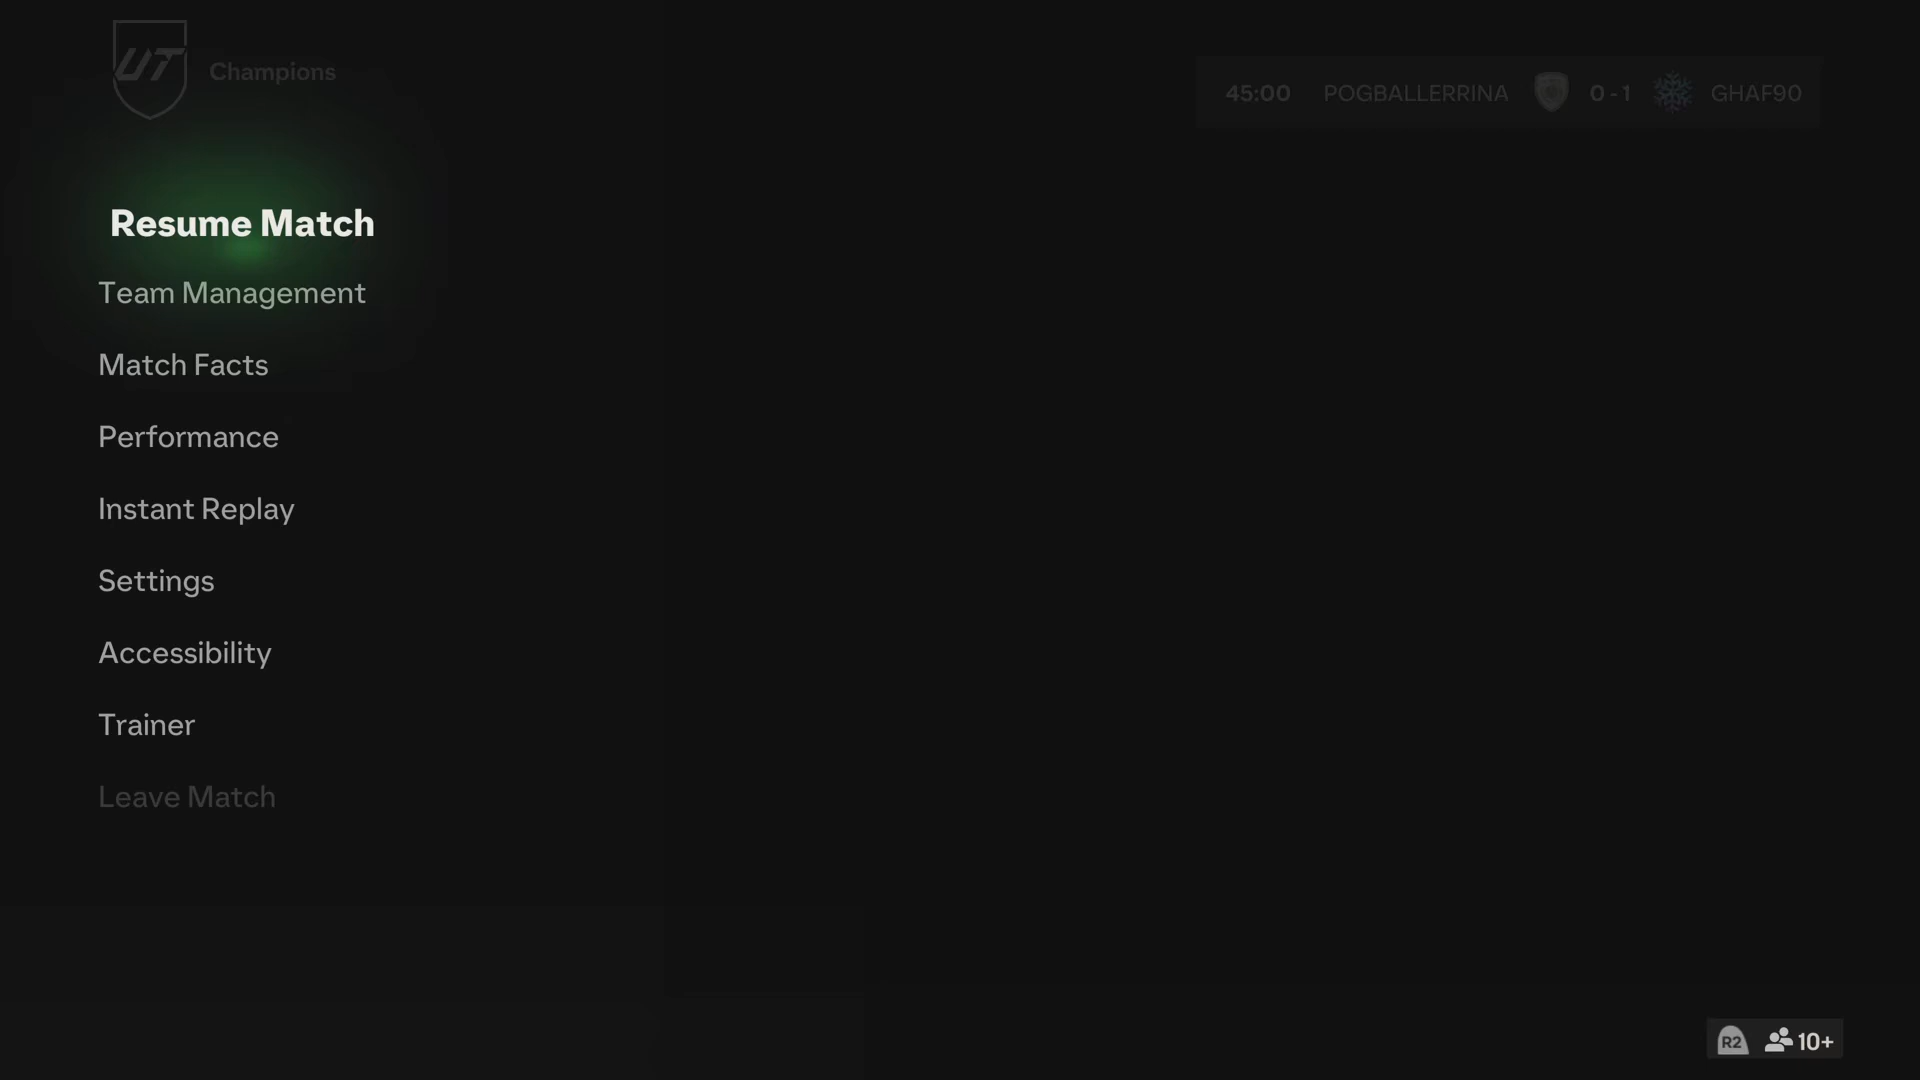 UT
Champions
45:00 POGBALLERRINA 0 - 1 GHAF90
Resume Match
Team Management
Match Facts
Performance
Instant Replay
Settings
Accessibility
Trainer
Leave Match
R2 10+